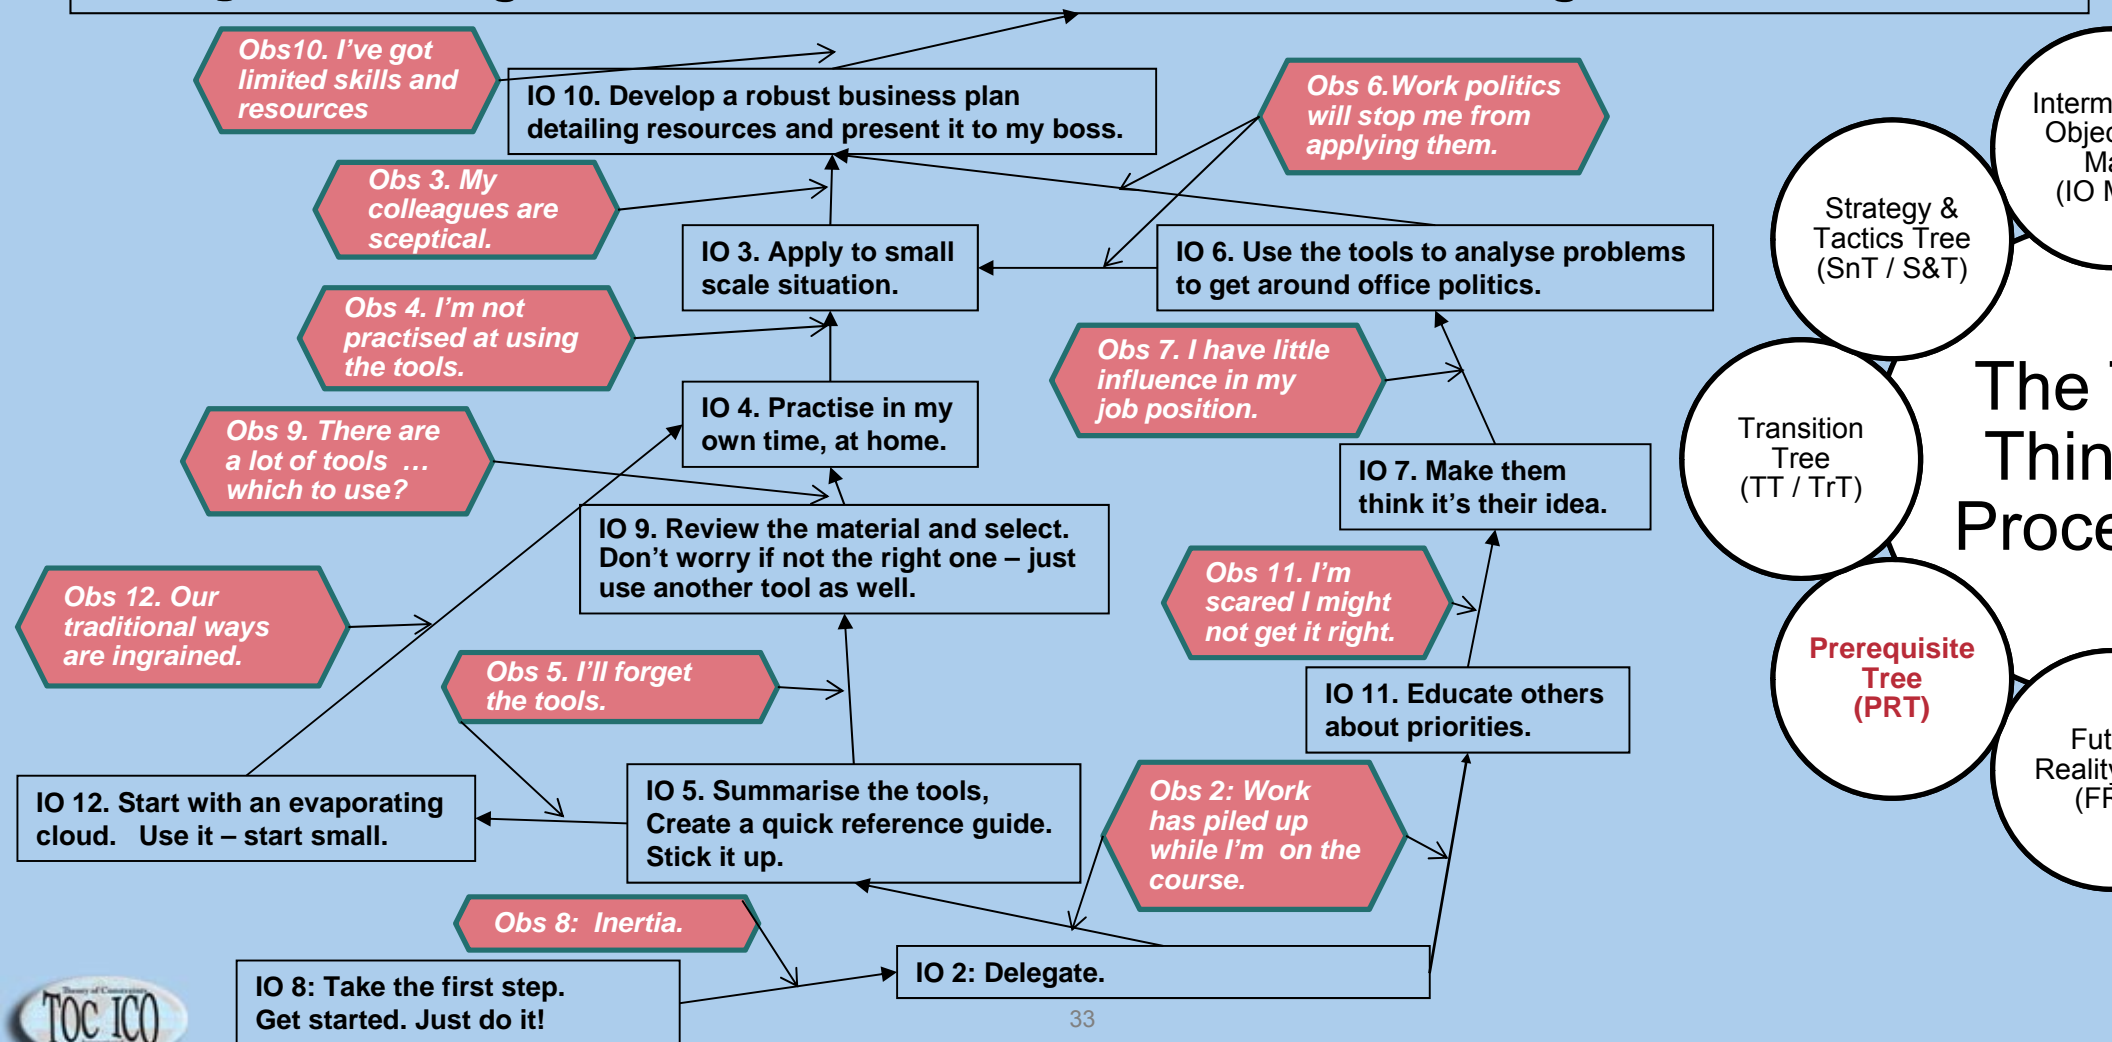 Obs10. I've got
limited skills and
resources
IO 10. Develop a robust business plan
detailing resources and present it to my boss.
Obs 6.Work politics
will stop me from
applying them.
Obs 3. My
colleagues are
sceptical.
IO 3. Apply to small
scale situation.
IO 6. Use the tools to analyse problems
to get around office politics.
Obs 4. I'm not
practised at using
the tools.
Obs 7. I have little
influence in my
job position.
IO 4. Practise in my
own time, at home.
Obs 9. There are
a lot of tools … 
which to use?
IO 7. Make them
think it's their idea.
IO 9. Review the material and select.
Don't worry if not the right one – just
use another tool as well.
Obs 12. Our
traditional ways
are ingrained.
Obs 11. I'm
scared I might
not get it right.
Obs 5. I'll forget
the tools.
IO 11. Educate others
about priorities.
IO 12. Start with an evaporating
cloud. Use it – start small.
IO 5. Summarise the tools,
Create a quick reference guide.
Stick it up.
Obs 2: Work
has piled up
while I'm on the
course.
Obs 8: Inertia.
IO 2: Delegate.
IO 8: Take the first step.
Get started. Just do it!
33
Theory of Constraints
TOC ICO
Strategy &
Tactics Tree
(SnT / S&T)
Transition
Tree
(TT / TrT)
Prerequisite
Tree
(PRT)
(IO
The